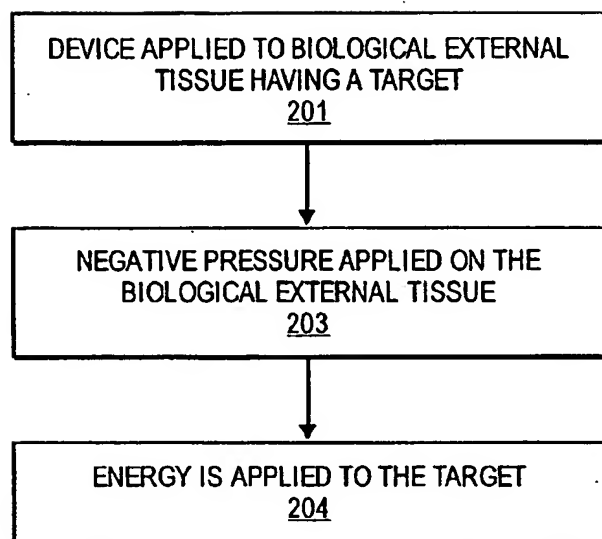 DEVICE APPLIED TO BIOLOGICAL EXTERNAL
TISSUE HAVING A TARGET
201
NEGATIVE PRESSURE APPLIED ON THE
BIOLOGICAL EXTERNAL TISSUE
203
ENERGY IS APPLIED TO THE TARGET
204